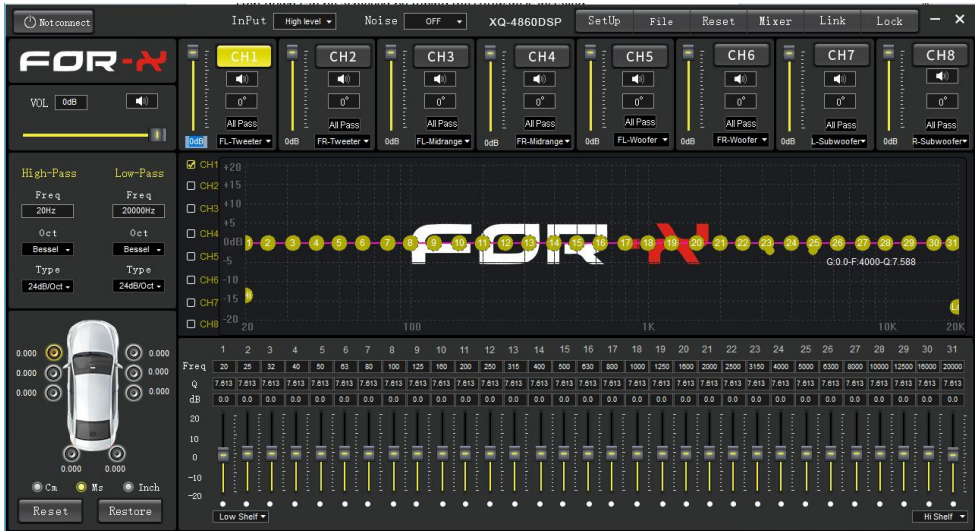 Notconnect InPut High level Noise OFF XQ-4860DSP SetUp File Reset Mixer Link Lock
FOR-X
CH1 CH2 CH3 CH4 CH5 CH6 CH7 CH8
VOL 0dB
0° 0° 0° 0° 0° 0° 0° 0°
All Pass All Pass All Pass All Pass All Pass All Pass All Pass All Pass
0dB FL-Tweeter 0dB FR-Tweeter 0dB FL-Midrange 0dB FR-Midrange 0dB FL-Woofer 0dB FR-Woofer 0dB L-Subwoofer 0dB R-Subwoofer
High-Pass Low-Pass
Freq Freq
20Hz 20000Hz
Oct Oct
Bessel Bessel
Type Type
24dB/Oct 24dB/Oct
CH1 +20
CH2 +15
CH3 +10
+5
CH4 0dB 1 2 3 4 5 6 7 8 9 10 11 12 13 14 15 16 17 18 19 20 21 22 23 24 25 26 27 28 29 30 31
FOR-X
CH5 -5 G:0.0-F:4000-Q:7.588
CH6 -10
CH7 -15 Hi
CH8 -20 20 100 1K 10K 20K
0.000 0.000
0.000 0.000
0.000 0.000
0.000 0.000
Cm Ms Inch
Reset Restore
1 2 3 4 5 6 7 8 9 10 11 12 13 14 15 16 17 18 19 20 21 22 23 24 25 26 27 28 29 30 31
Freq 20 25 32 40 50 63 80 100 125 160 200 250 315 400 500 630 800 1000 1250 1600 2000 2500 3150 4000 5000 6300 8000 10000 12500 16000 20000
Q 7.613 7.613 7.613 7.613 7.613 7.613 7.613 7.613 7.613 7.613 7.613 7.613 7.613 7.613 7.613 7.613 7.613 7.613 7.613 7.613 7.613 7.613 7.613 7.613 7.613 7.613 7.613 7.613 7.613 7.613 7.613
dB 0.0 0.0 0.0 0.0 0.0 0.0 0.0 0.0 0.0 0.0 0.0 0.0 0.0 0.0 0.0 0.0 0.0 0.0 0.0 0.0 0.0 0.0 0.0 0.0 0.0 0.0 0.0 0.0 0.0 0.0 0.0
20
10
0
-10
-20
Low Shelf Hi Shelf